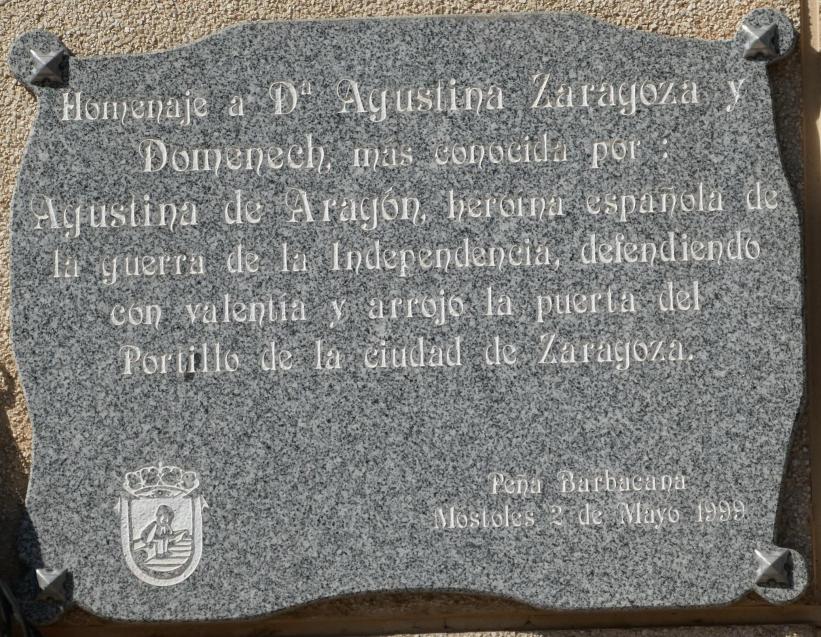 Homenaje a Dª Agustina Zaragoza y
Domenech, mas conocida por :
Agustina de Aragón, heroína española de
la guerra de la Independencia, defendiendo
con valentía y arrojo la puerta del
Portillo de la ciudad de Zaragoza.
Peña Barbacana
Mostoles 2 de Mayo 1999